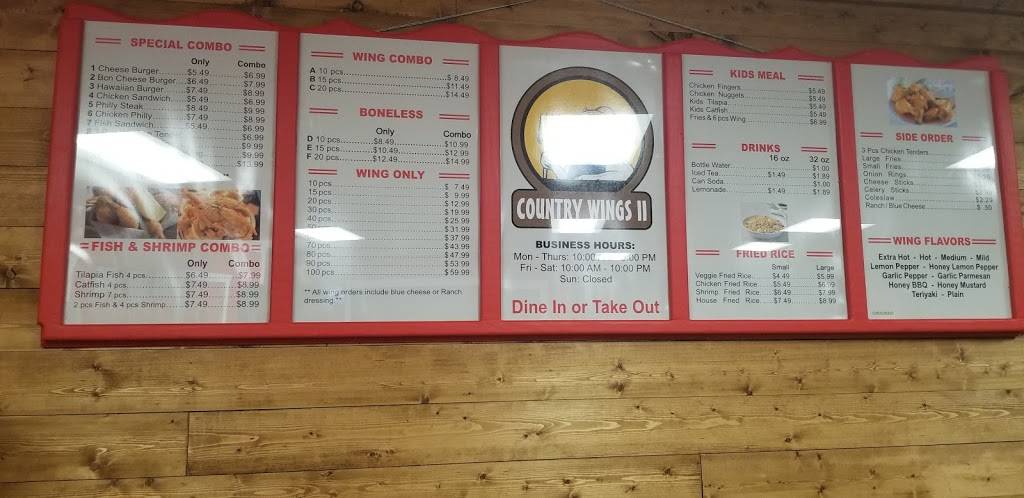 SPECIAL COMBO
Only Combo
1 Cheese Burger $5.49 $6.99
2 Bcn Cheese Burger $6.49 $7.99
3 Hawaiian Burger $7.49 $8.99
4 Chicken Sandwich $5.49 $6.99
5 Philly Steak $8.49 $9.99
6 Chicken Philly $7.49 $8.99
7 Fish Sandwich $5.49 $6.99
$9.99
$9.99
$13.99
FISH & SHRIMP COMBO
Only Combo
Tilapia Fish 4 pcs. $6.49 $7.99
Catfish 4 pcs. $7.49 $8.99
Shrimp 7 pcs. $7.49 $8.99
2 pcs Fish & 4 pcs Shrimp $7.49 $8.99
WING COMBO
A 10 pcs $ 8.49
B 15 pcs $11.49
C 20 pcs $14.49
BONELESS
Only Combo
D 10 pcs $8.49 $10.99
E 15 pcs $10.49 $12.99
F 20 pcs $12.49 $14.99
WING ONLY
10 pcs $ 7.49
15 pcs $ 9.99
20 pcs $ 12.99
30 pcs $ 19.99
40 pcs $ 25.99
50 $ 31.99
$ 37.99
70 $ 43.99
80 pcs $ 47.99
90 pcs $ 53.99
100 pcs $ 59.99
** All wing orders include blue cheese or Ranch
dressing **
COUNTRY WINGS II
BUSINESS HOURS:
Mon - Thurs: 10:00 PM
Fri - Sat: 10:00 AM - 10:00 PM
Sun: Closed
Dine In or Take Out
KIDS MEAL
Chicken Fingers $5.49
Chicken Nuggets $5.49
Kids Tilapia $5.49
Kids Catfish $5.49
Fries & 6 pcs Wing $6.99
DRINKS
16 oz 32 oz
Bottle Water $1.00
Iced Tea $1.49 $1.89
Can Soda $1.00
Lemonade $1.49 $1.89
FRIED RICE
Small Large
Veggie Fried Rice $4.49 $5.99
Chicken Fried Rice $5.49
Shrimp Fried Rice $6.49 $7.99
House Fried Rice $7.49 $8.99
SIDE ORDER
3 Pcs Chicken Tenders
Large Fries
Small Fries
Onion Rings
Cheese Sticks
Celery Sticks
Coleslaw $2.29
Ranch / Blue Cheese $ .50
WING FLAVORS
Extra Hot - Hot - Medium - Mild
Lemon Pepper - Honey Lemon Pepper
Garlic Pepper - Garlic Parmesan
Honey BBQ - Honey Mustard
Teriyaki - Plain